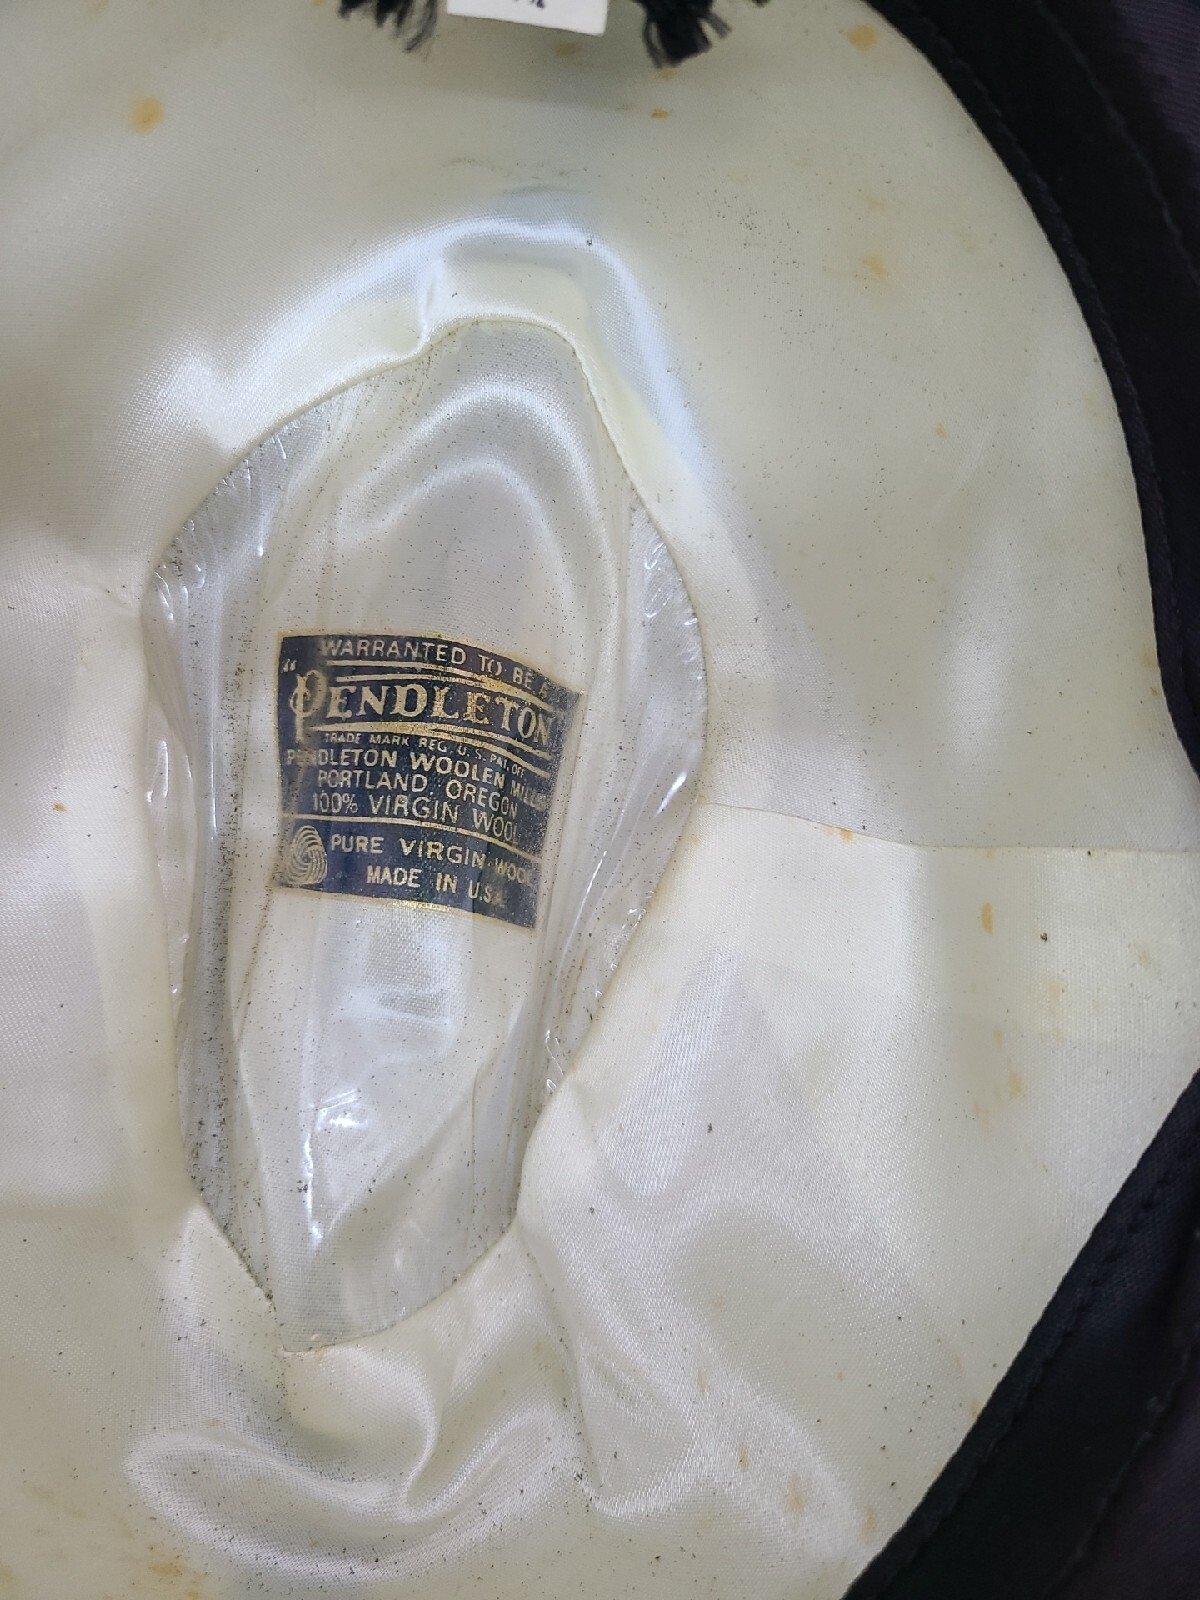 WARRANTED TO BE A
"PENDLETON
TRADE MARK REG. U.S. PAT. OFF.
PENDLETON WOOLEN MILLS
PORTLAND, OREGON
100% VIRGIN WOOL
PURE VIRGIN WOOL
MADE IN U.S.A.